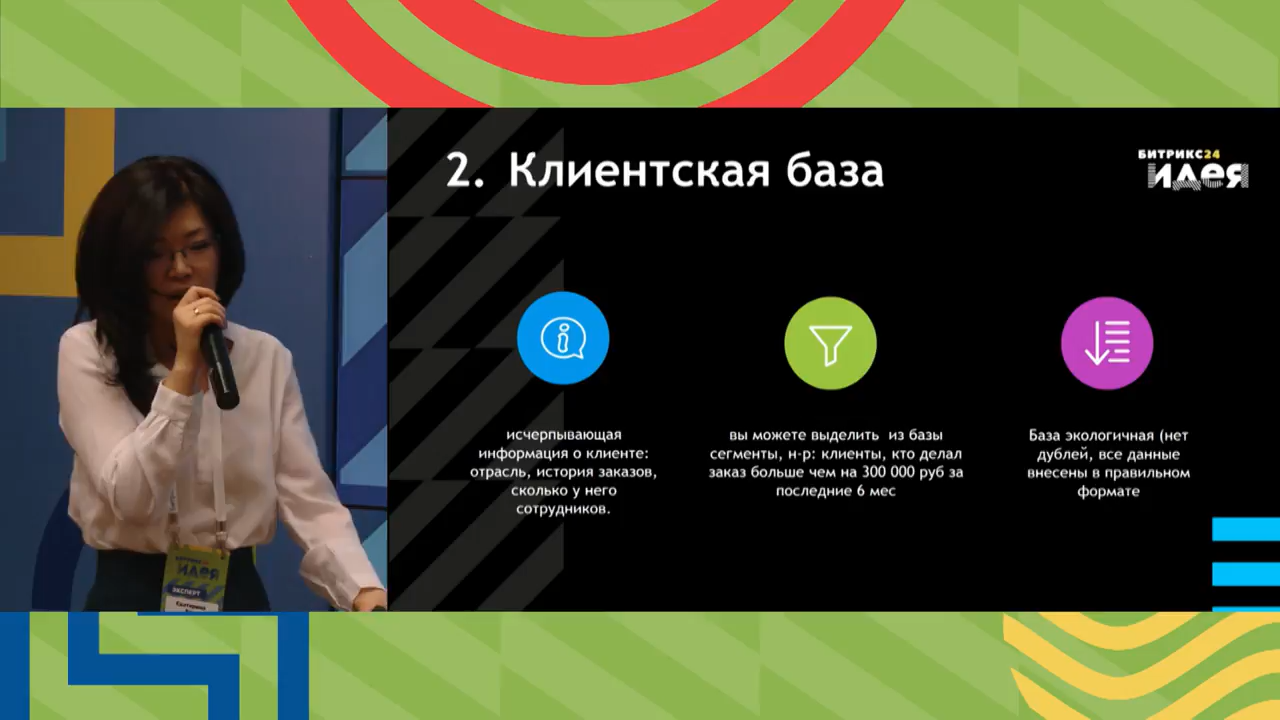 2. Клиентская база
БИТРИКС24
идея
исчерпывающая
информация о клиенте:
отрасль, история заказов,
сколько у него
сотрудников.
вы можете выделить из базы
сегменты, н-р: клиенты, кто делал
заказ больше чем на 300 000 руб за
последние 6 мес
База экологичная (нет
дублей, все данные
внесены в правильном
формате
БИТРИКС24
идея
ЭКСПЕРТ